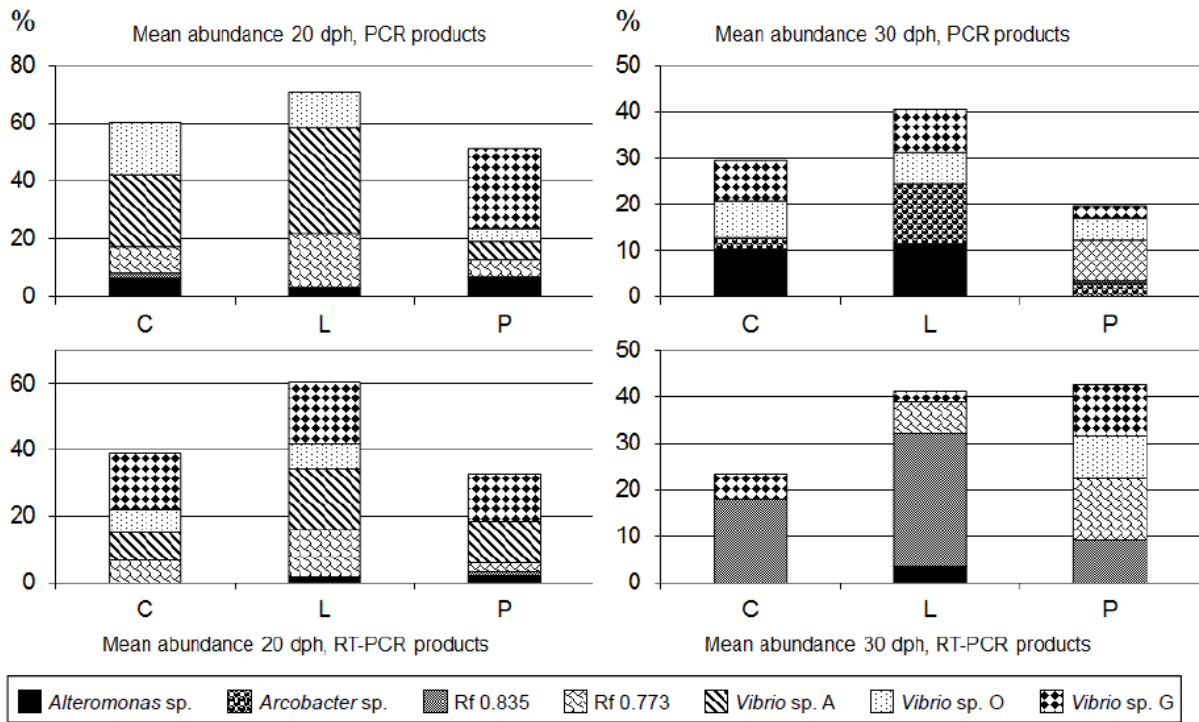 %
Mean abundance 20 dph, PCR products
80
60
40
20
0
C L P
%
Mean abundance 30 dph, PCR products
50
40
30
20
10
0
C L P
60
40
20
0
C L P
Mean abundance 20 dph, RT-PCR products
50
40
30
20
10
0
C L P
Mean abundance 30 dph, RT-PCR products
Alteromonas sp. Arcobacter sp. Rf 0.835 Rf 0.773 Vibrio sp. A Vibrio sp. O Vibrio sp. G